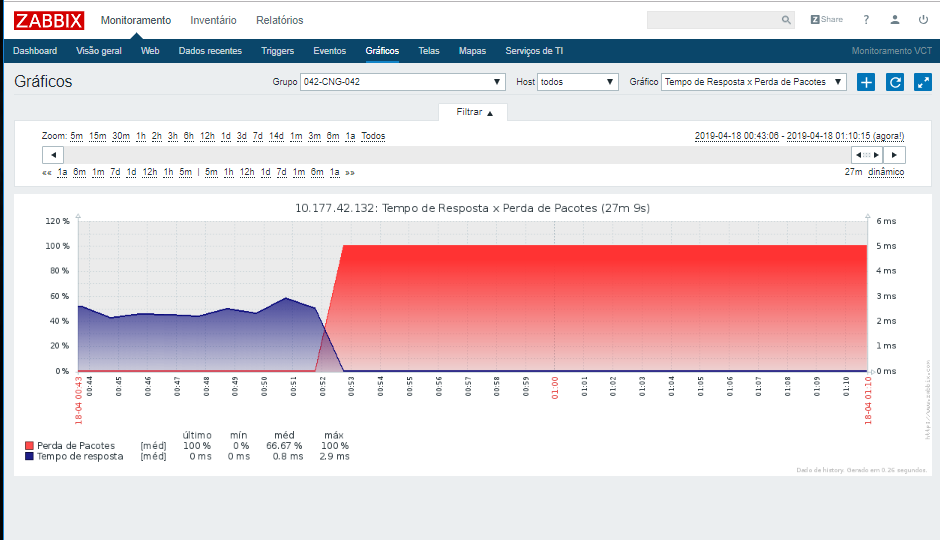 ZABBIX Monitoramento Inventário Relatórios Z Share ?
Dashboard Visão geral Web Dados recentes Triggers Eventos Gráficos Telas Mapas Serviços de TI Monitoramento VCT
Gráficos Grupo 042-CNG-042 Host todos Gráfico Tempo de Resposta x Perda de Pacotes
Filtrar ▲
Zoom: 5m 15m 30m 1h 2h 3h 6h 12h 1d 3d 7d 14d 1m 3m 6m 1a Todos 2019-04-18 00:43:06 - 2019-04-18 01:10:15 (agora!)
«« 1a 6m 1m 7d 1d 12h 1h 5m | 5m 1h 12h 1d 7d 1m 6m 1a »» 27m dinâmico
10.177.42.132: Tempo de Resposta x Perda de Pacotes (27m 9s)
120 % 6 ms
100 % 5 ms
80 % 4 ms
60 % 3 ms
40 % 2 ms
20 % 1 ms
0 % 0 ms
18-04 00:43 00:44 00:45 00:46 00:47 00:48 00:49 00:50 00:51 00:52 00:53 00:54 00:55 00:56 00:57 00:58 00:59 01:00 01:01 01:02 01:03 01:04 01:05 01:06 01:07 01:08 01:09 01:10 18-04 01:10
último mín méd máx
Perda de Pacotes [méd] 100 % 0 % 66.67 % 100 %
Tempo de resposta [méd] 0 ms 0 ms 0.8 ms 2.9 ms
https://www.zabbix.com
Dado de history. Gerado em 0.26 segundos.